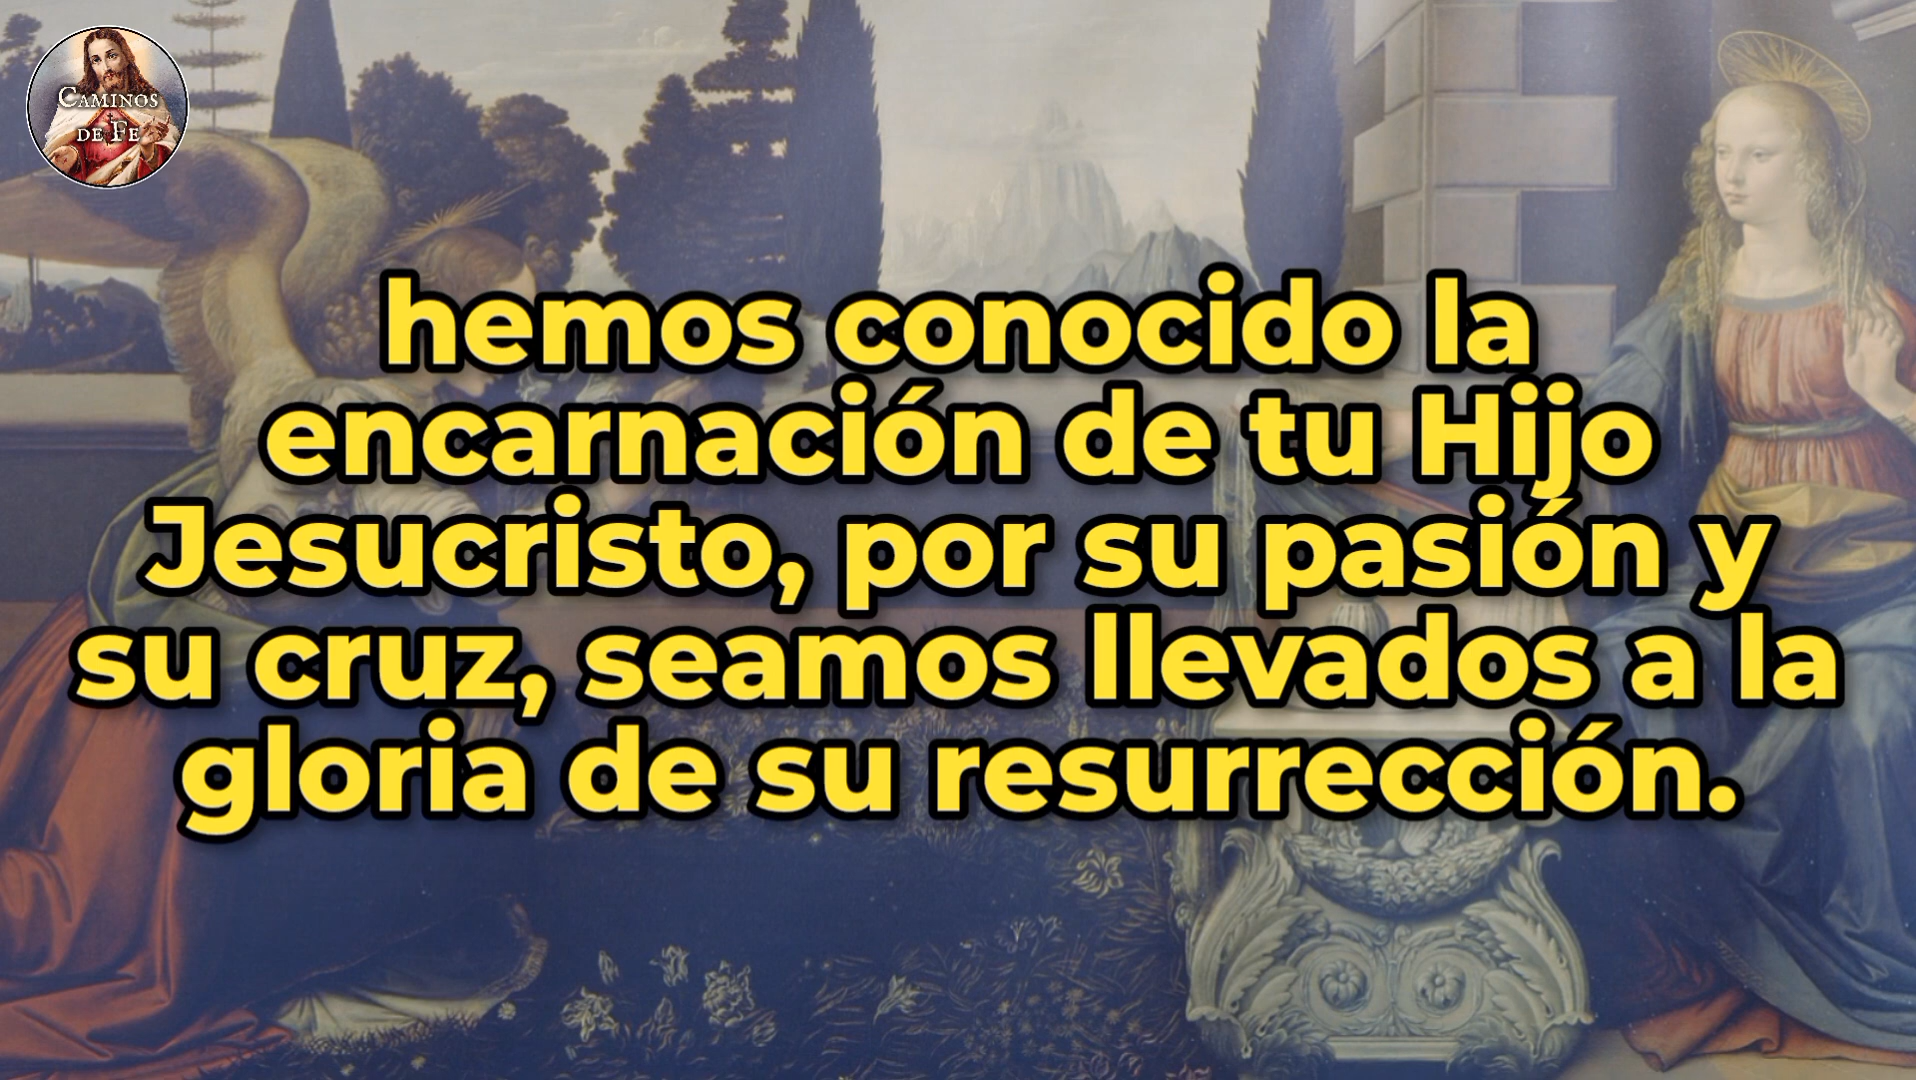 CAMINOS
DE FE
hemos conocido la
encarnación de tu Hijo
Jesucristo, por su pasión y
su cruz, seamos llevados a la
gloria de su resurrección.